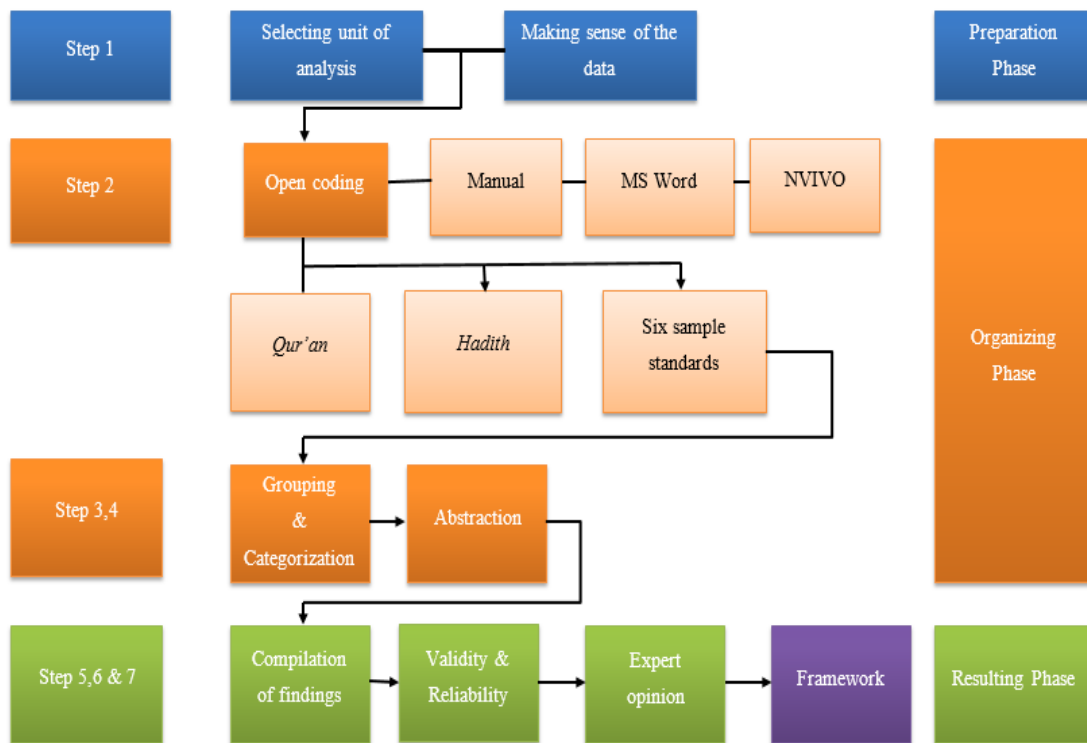 Step 1
Selecting unit of
analysis
Making sense of the
data
Preparation
Phase
Step 2
Open coding
Manual
MS Word
NVIVO
Qur’an
Hadith
Six sample
standards
Organizing
Phase
Step 3,4
Grouping
&
Categorization
Abstraction
Step 5,6 & 7
Compilation
of findings
Validity &
Reliability
Expert
opinion
Framework
Resulting Phase